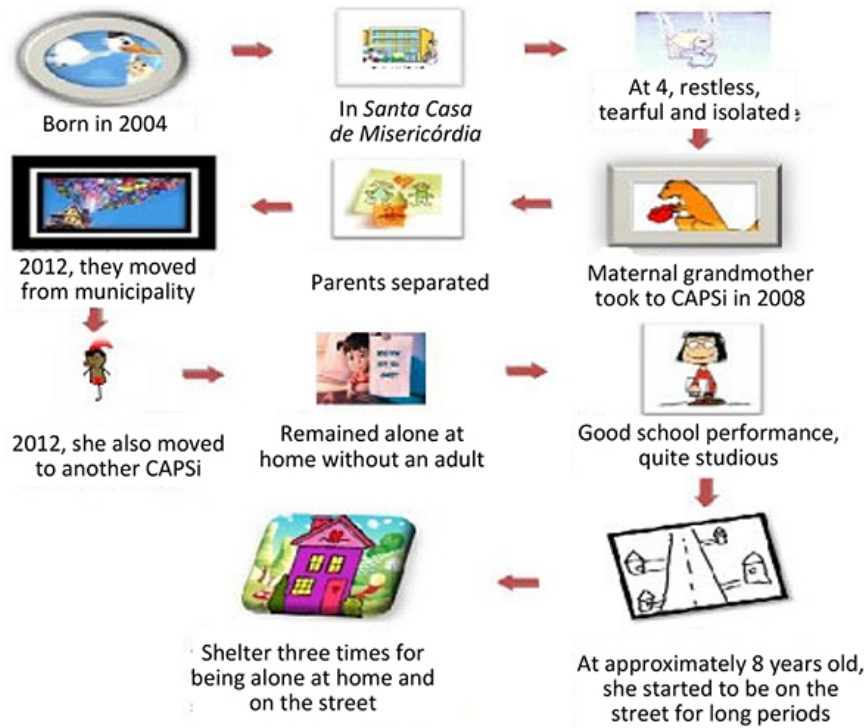 Born in 2004
In Santa Casa
de Misericórdia
At 4, restless,
tearful and isolated
Maternal grandmother
took to CAPSi in 2008
Parents separated
2012, they moved
from municipality
2012, she also moved
to another CAPSi
Remained alone at
home without an adult
Good school performance,
quite studious
At approximately 8 years old,
she started to be on the
street for long periods
Shelter three times for
being alone at home and
on the street